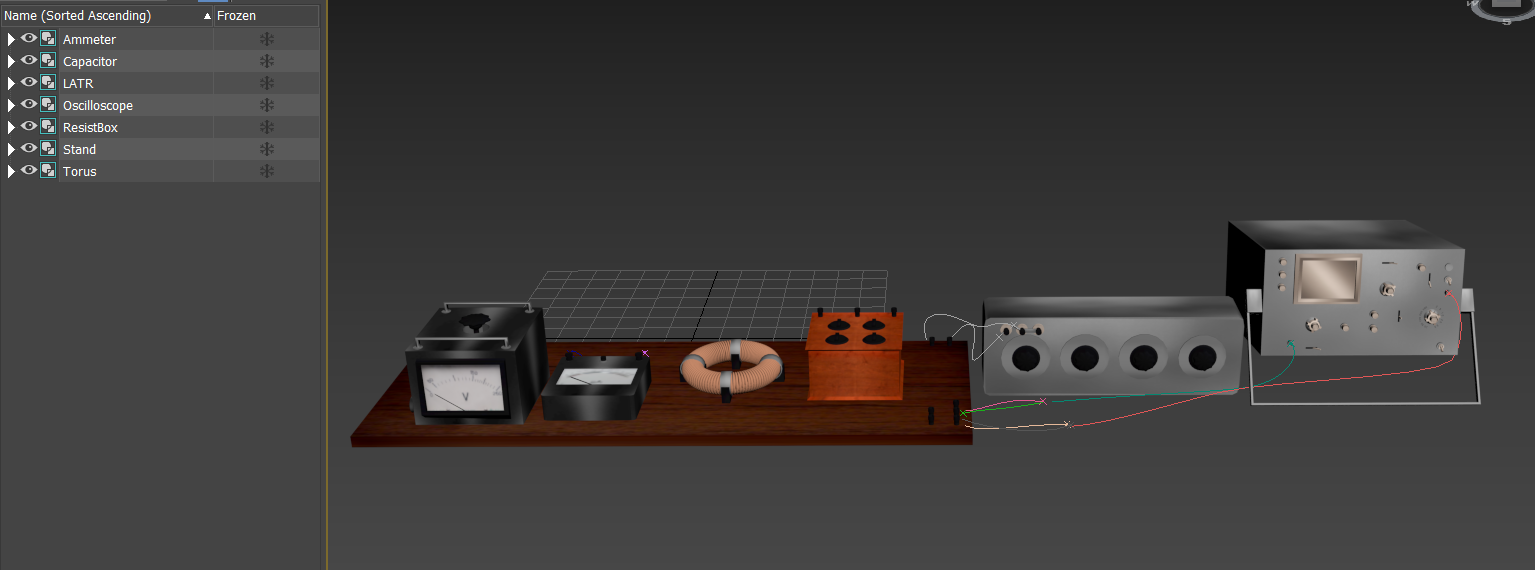 Name (Sorted Ascending) ▲ Frozen
Ammeter
Capacitor
LATR
Oscilloscope
ResistBox
Stand
Torus
V
S